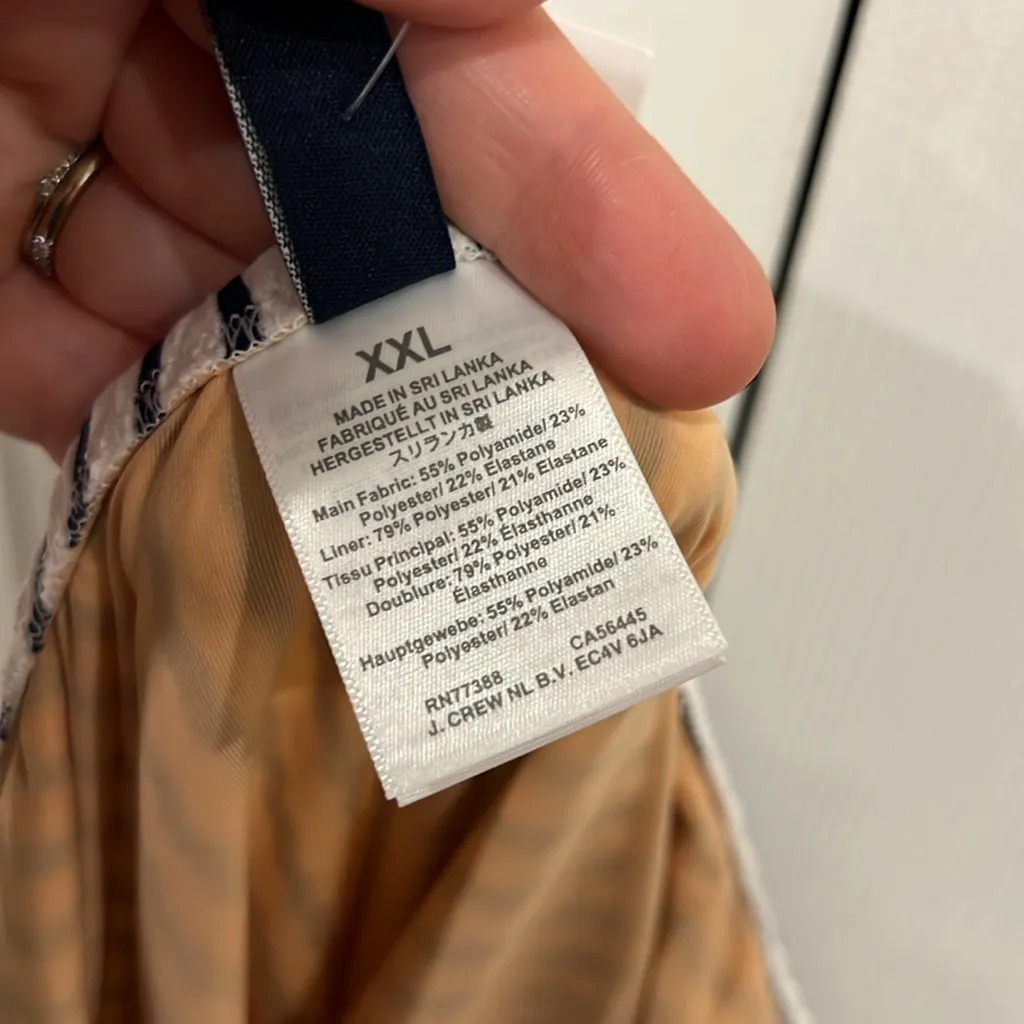 XXL
MADE IN SRI LANKA
FABRIQUÉ AU SRI LANKA
HERGESTELLT IN SRI LANKA
スリランカ製
Main Fabric: 55% Polyamide/ 23%
Polyester/ 22% Elastane
Liner: 79% Polyester/ 21% Elastane
Tissu Principal: 55% Polyamide/ 23%
Polyester/ 22% Élasthanne
Doublure: 79% Polyester/ 21%
Élasthanne
Hauptgewebe: 55% Polyamide/ 23%
Polyester/ 22% Elastan
RN77388 CA56445
J. CREW NL B.V. EC4V 6JA